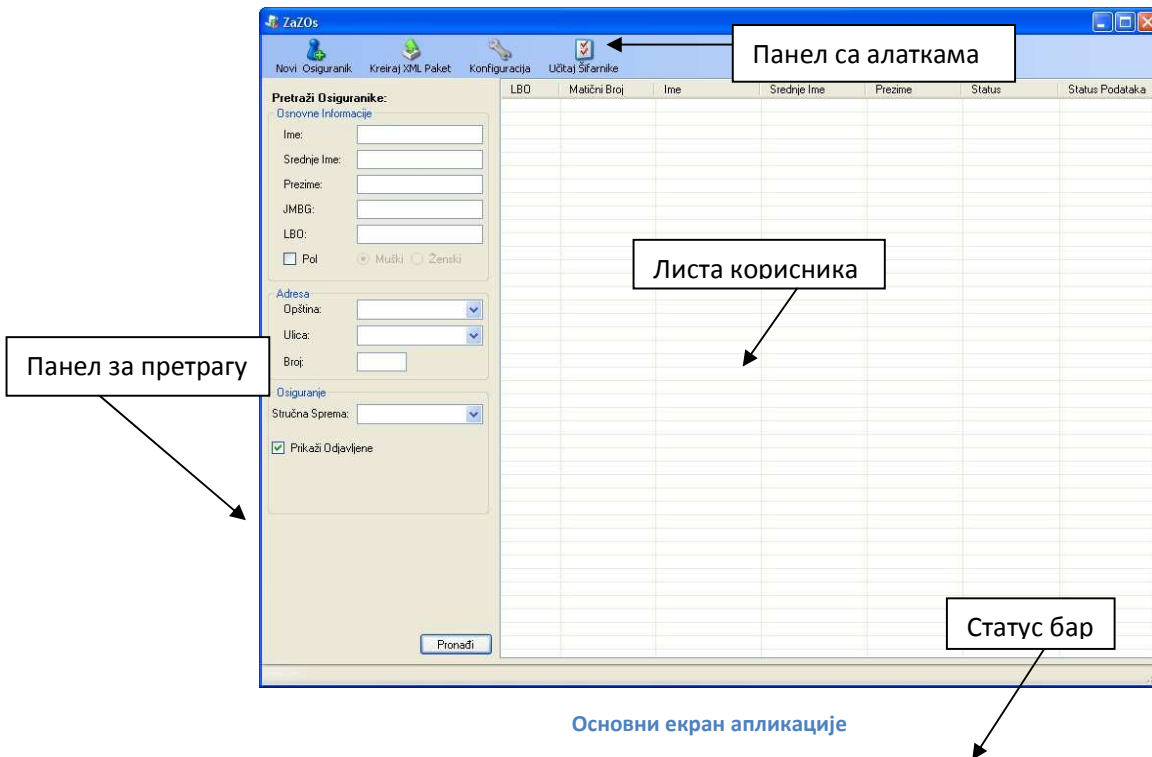 ZaZOs
Novi Osiguranik Kreiraj XML Paket Konfiguracija Učitaj Šifarnike
Панел са алаткама
Pretraži Osiguranike:
Osnovne Informacije
Ime:
Srednje Ime:
Prezime:
JMBG:
LBO:
Pol Muški Ženski
Adresa
Opština:
Ulica:
Broj:
Osiguranje
Stručna Sprema:
Prikaži Odjavljene
Pronađi
LBO Matični Broj Ime Srednje Ime Prezime Status Status Podataka
Листа корисника
Панел за претрагу
Статус бар
Основни екран апликације